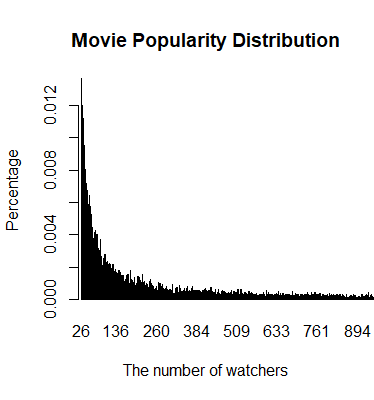 Movie Popularity Distribution
Percentage
0.012
0.008
0.004
0.000
26 136 260 384 509 633 761 894
The number of watchers